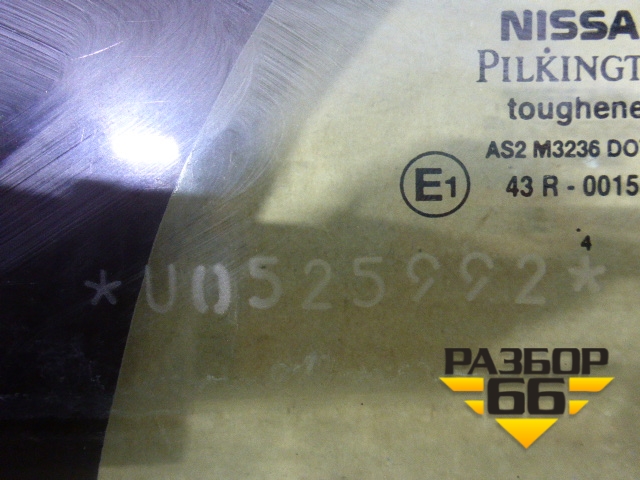 NISSA
PILKINGT
toughene
AS2 M3236 DO
E1 43 R - 0015
4
*U0525992*
РАЗБОР
66